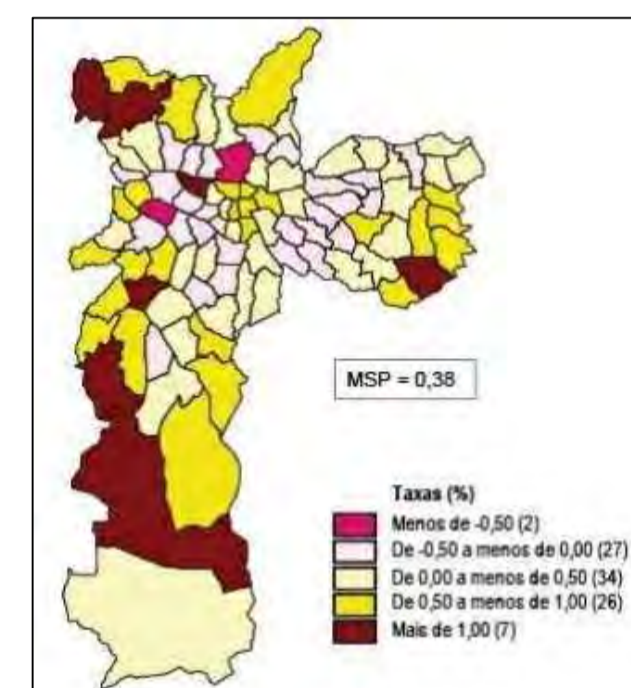 MSP = 0,38
Taxas (%)
Menos de -0,50 (2)
De -0,50 a menos de 0,00 (27)
De 0,00 a menos de 0,50 (34)
De 0,50 a menos de 1,00 (26)
Mais de 1,00 (7)